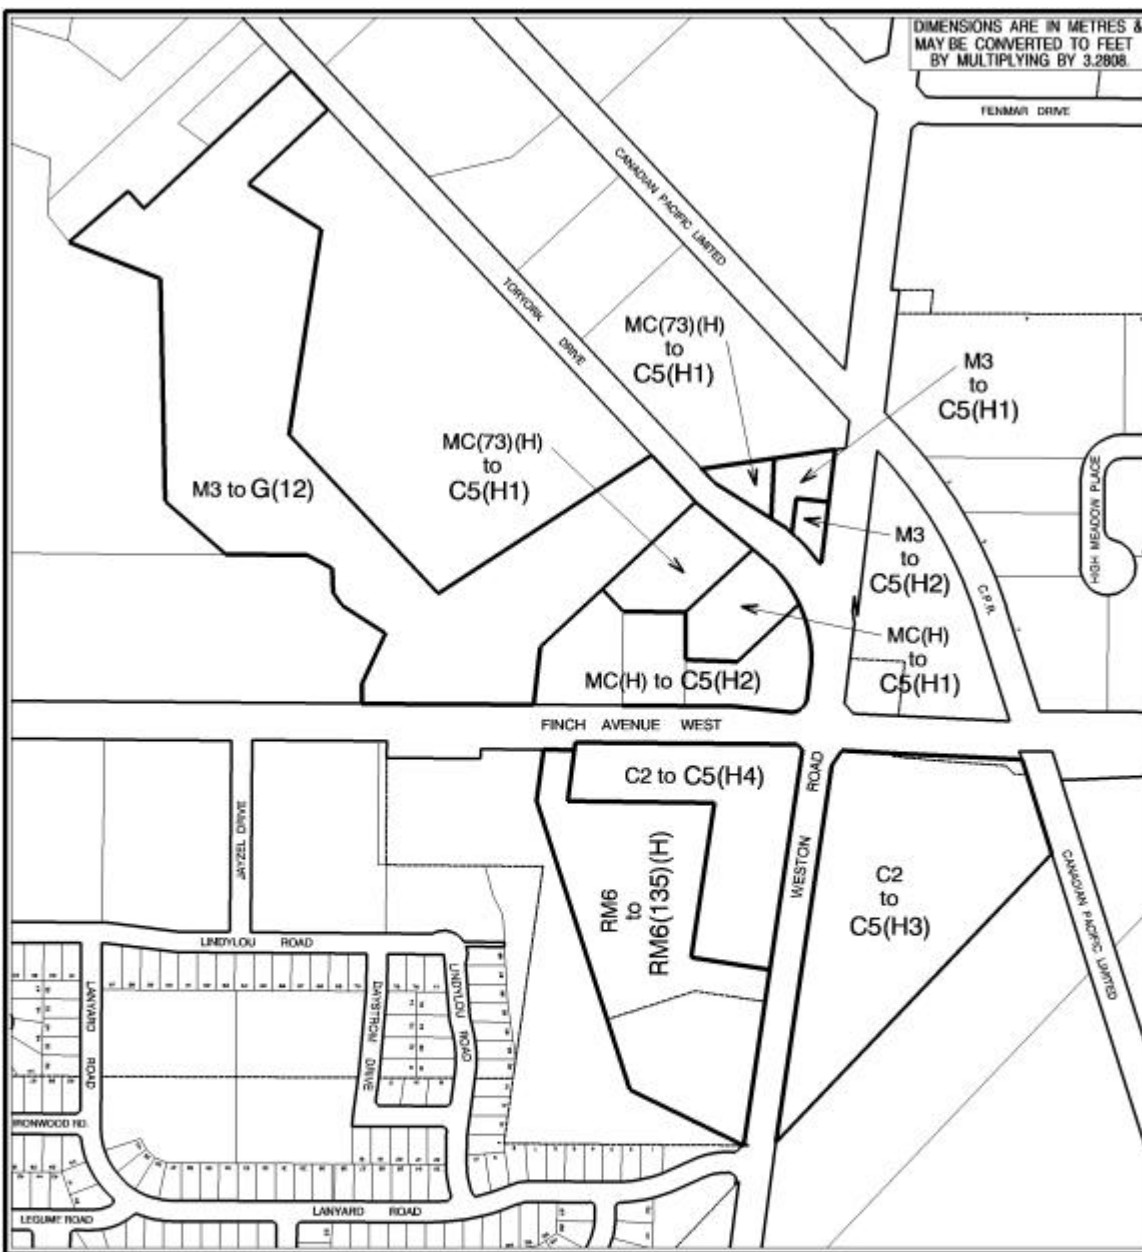 DIMENSIONS ARE IN METRES &
MAY BE CONVERTED TO FEET
BY MULTIPLYING BY 3.2808.
FENMAR DRIVE
CANADIAN PACIFIC LIMITED
TORYORK DRIVE
MC(73)(H)
to
C5(H1)
M3
to
C5(H1)
MC(73)(H)
to
C5(H1)
M3 to G(12)
HIGH MEADOW PLACE
M3
to
C5(H2)
C.P.R.
MC(H)
to
C5(H1)
MC(H) to C5(H2)
FINCH AVENUE WEST
C2 to C5(H4)
WESTON ROAD
JAYZEL DRIVE
RM6
to
RM6(135)(H)
C2
to
C5(H3)
CANADIAN PACIFIC LIMITED
LINDYLOU ROAD
LINDYLOU ROAD
DAYSTROM DRIVE
LANYARD ROAD
IRONWOOD RD.
LANYARD ROAD
LEGUME ROAD